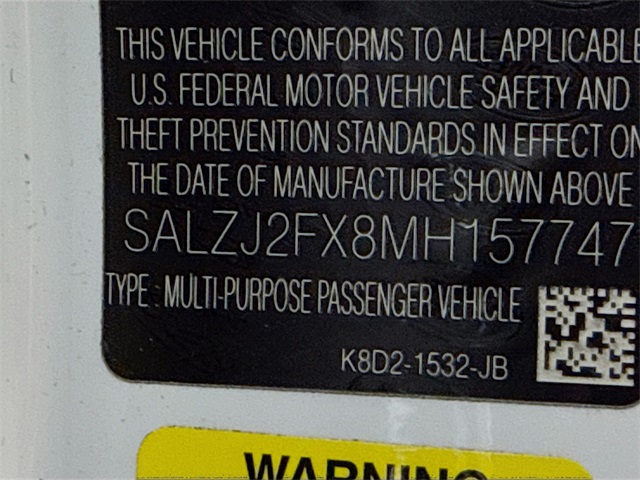 THIS VEHICLE CONFORMS TO ALL APPLICABLE
U.S. FEDERAL MOTOR VEHICLE SAFETY AND
THEFT PREVENTION STANDARDS IN EFFECT ON
THE DATE OF MANUFACTURE SHOWN ABOVE
SALZJ2FX8MH157747
TYPE : MULTI-PURPOSE PASSENGER VEHICLE
K8D2-1532-JB
WARNING